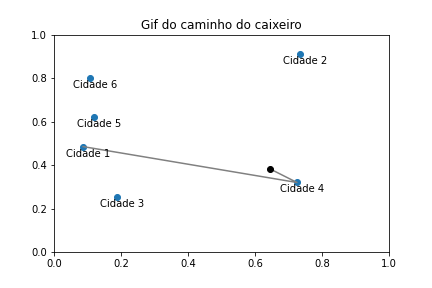 Gif do caminho do caixeiro
1.0
Cidade 2
0.8
Cidade 6
0.6
Cidade 5
Cidade 1
0.4
Cidade 4
0.2
Cidade 3
0.0
0.0 0.2 0.4 0.6 0.8 1.0